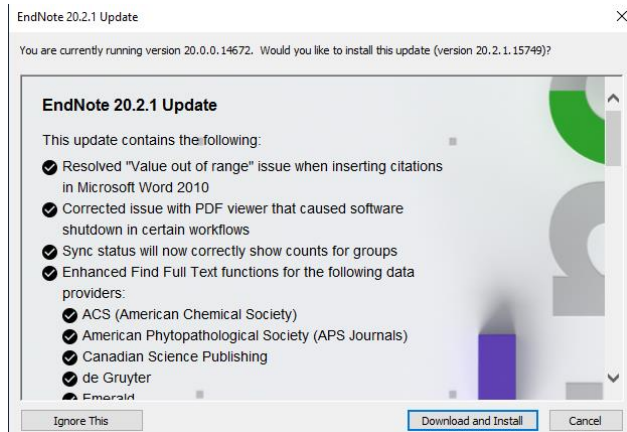 EndNote 20.2.1 Update
You are currently running version 20.0.0.14672. Would you like to install this update (version 20.2.1.15749)?
EndNote 20.2.1 Update
This update contains the following:
Resolved "Value out of range" issue when inserting citations
in Microsoft Word 2010
Corrected issue with PDF viewer that caused software
shutdown in certain workflows
Sync status will now correctly show counts for groups
Enhanced Find Full Text functions for the following data
providers:
ACS (American Chemical Society)
American Phytopathological Society (APS Journals)
Canadian Science Publishing
de Gruyter
Emerald
Ignore This
Download and Install
Cancel